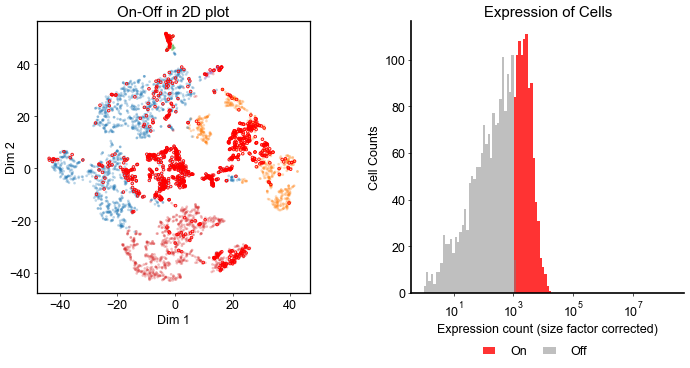 On-Off in 2D plot
40
20
0
−20
−40
Dim 2
−40 −20 0 20 40
Dim 1
Expression of Cells
100
80
60
40
20
0
Cell Counts
10^1 10^3 10^5 10^7
Expression count (size factor corrected)
On Off